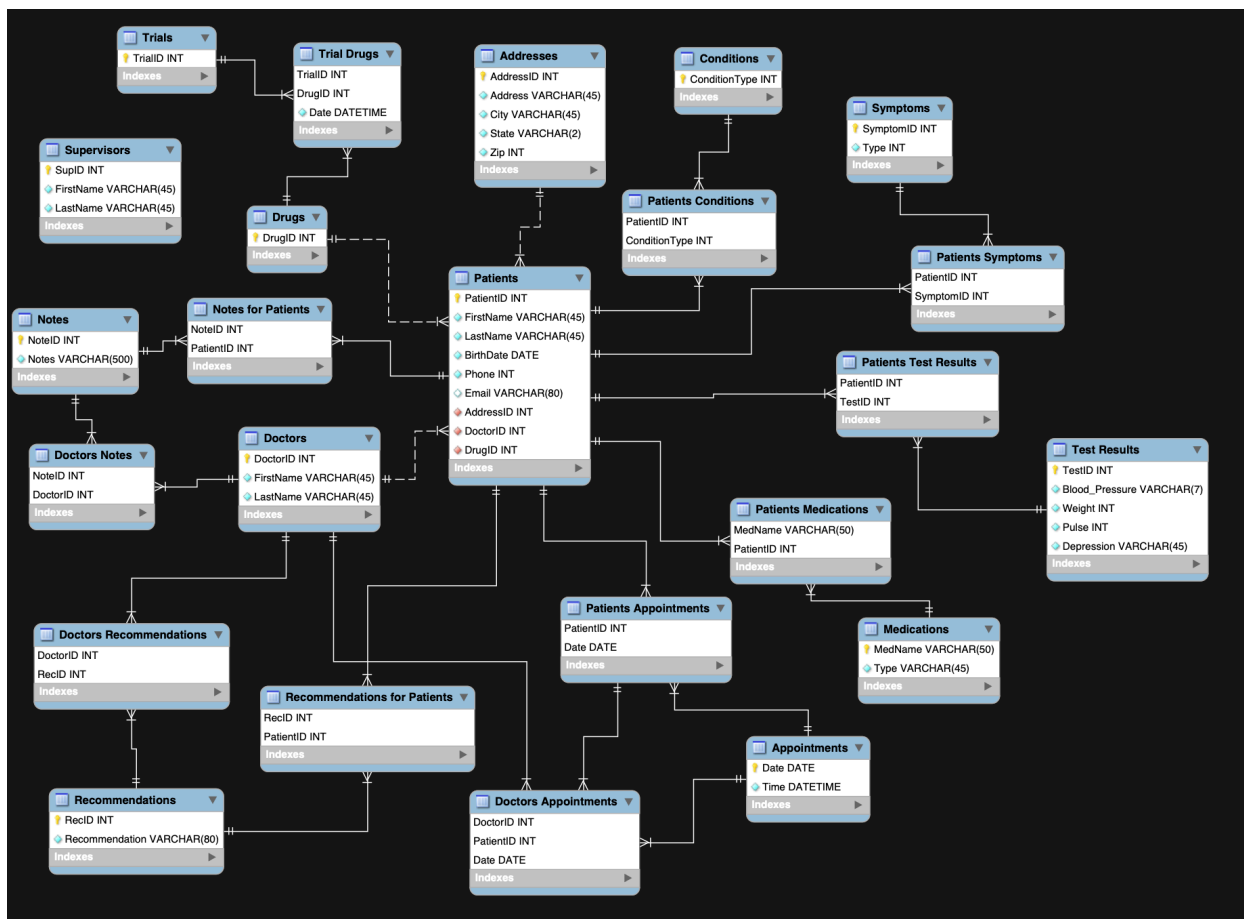 Trials
TrialID INT
Indexes
Trial Drugs
TrialID INT
DrugID INT
Date DATETIME
Indexes
Addresses
AddressID INT
Address VARCHAR(45)
City VARCHAR(45)
State VARCHAR(2)
Zip INT
Indexes
Conditions
ConditionType INT
Indexes
Symptoms
SymptomID INT
Type INT
Indexes
Supervisors
SupID INT
FirstName VARCHAR(45)
LastName VARCHAR(45)
Indexes
Drugs
DrugID INT
Indexes
Patients Conditions
PatientID INT
ConditionType INT
Indexes
Patients Symptoms
PatientID INT
SymptomID INT
Indexes
Patients
PatientID INT
FirstName VARCHAR(45)
LastName VARCHAR(45)
BirthDate DATE
Phone INT
Email VARCHAR(80)
AddressID INT
DoctorID INT
DrugID INT
Indexes
Notes
NoteID INT
Notes VARCHAR(500)
Indexes
Notes for Patients
NoteID INT
PatientID INT
Indexes
Patients Test Results
PatientID INT
TestID INT
Indexes
Doctors Notes
NoteID INT
DoctorID INT
Indexes
Doctors
DoctorID INT
FirstName VARCHAR(45)
LastName VARCHAR(45)
Indexes
Test Results
TestID INT
Blood_Pressure VARCHAR(7)
Weight INT
Pulse INT
Depression VARCHAR(45)
Indexes
Patients Medications
MedName VARCHAR(50)
PatientID INT
Indexes
Doctors Recommendations
DoctorID INT
RecID INT
Indexes
Patients Appointments
PatientID INT
Date DATE
Indexes
Medications
MedName VARCHAR(50)
Type VARCHAR(45)
Indexes
Recommendations for Patients
RecID INT
PatientID INT
Indexes
Appointments
Date DATE
Time DATETIME
Indexes
Recommendations
RecID INT
Recommendation VARCHAR(80)
Indexes
Doctors Appointments
DoctorID INT
PatientID INT
Date DATE
Indexes